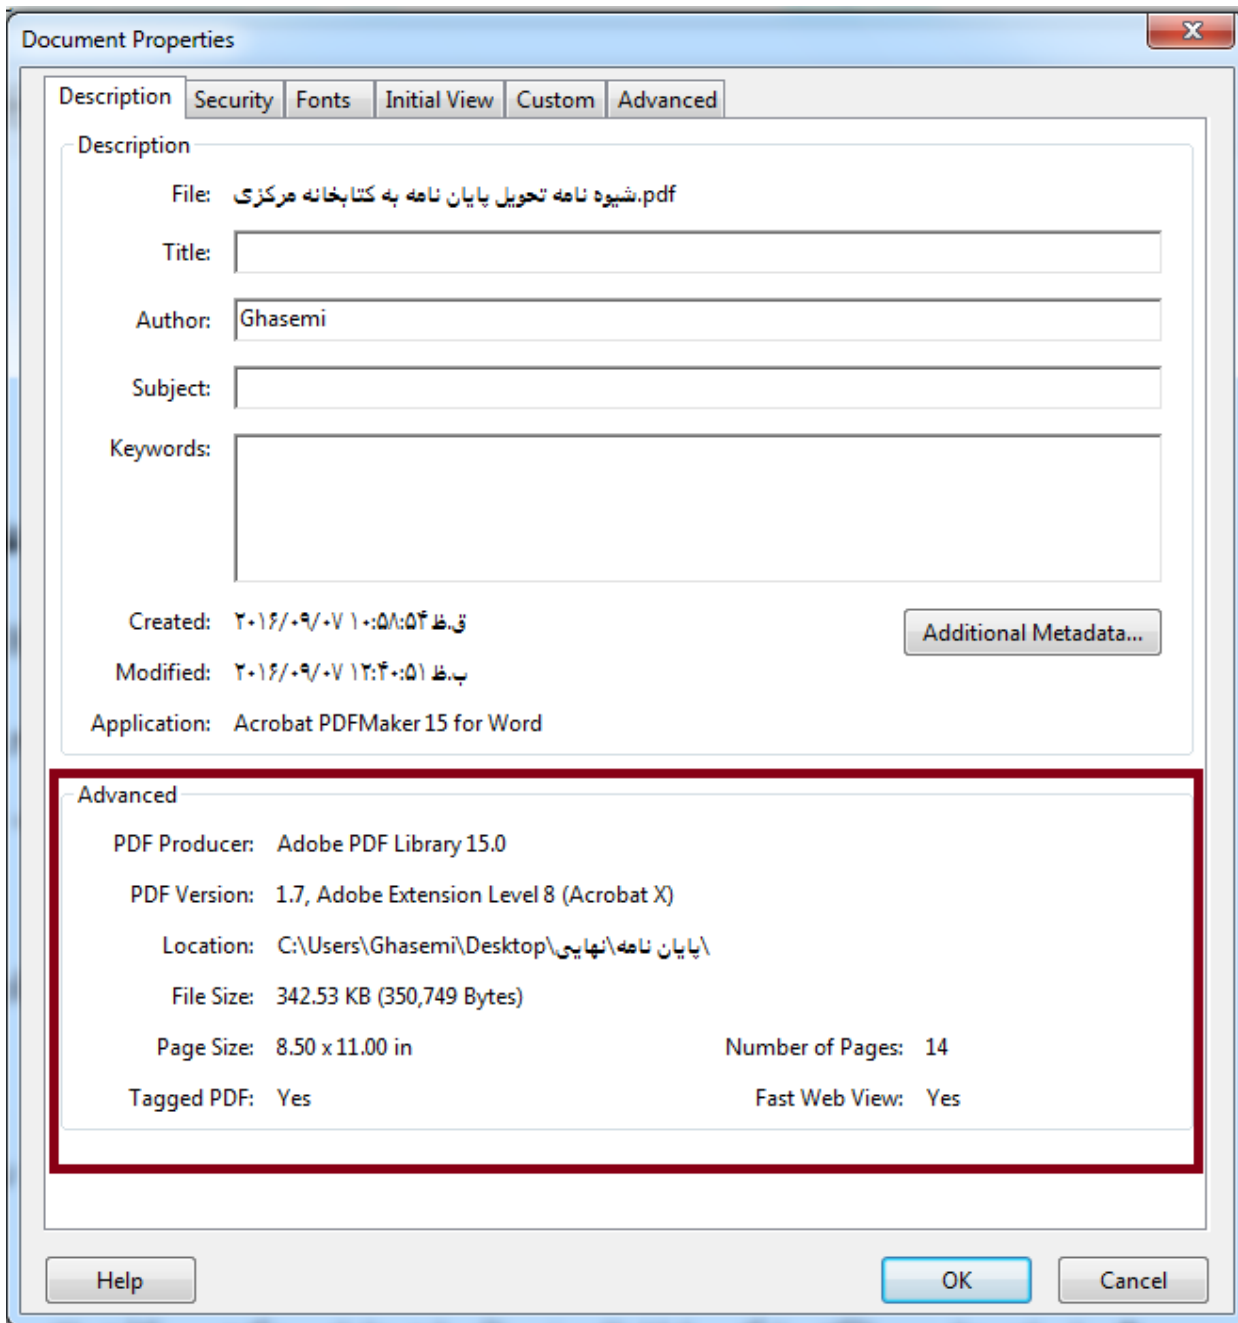 Document Properties
Description Security Fonts Initial View Custom Advanced
Description
File: شیوه نامه تحویل پایان نامه به کتابخانه مرکزی.pdf
Title:
Author: Ghasemi
Subject:
Keywords:
Created: ۲۰۱۶/۰۹/۰۷ ۱۰:۵۸:۵۴ ق.ظ
Additional Metadata...
Modified: ۲۰۱۶/۰۹/۰۷ ۱۲:۴۰:۵۱ ب.ظ
Application: Acrobat PDFMaker 15 for Word
Advanced
PDF Producer: Adobe PDF Library 15.0
PDF Version: 1.7, Adobe Extension Level 8 (Acrobat X)
Location: C:\Users\Ghasemi\Desktop\پایان نامه\نهایی\
File Size: 342.53 KB (350,749 Bytes)
Page Size: 8.50 x 11.00 in Number of Pages: 14
Tagged PDF: Yes Fast Web View: Yes
Help OK Cancel